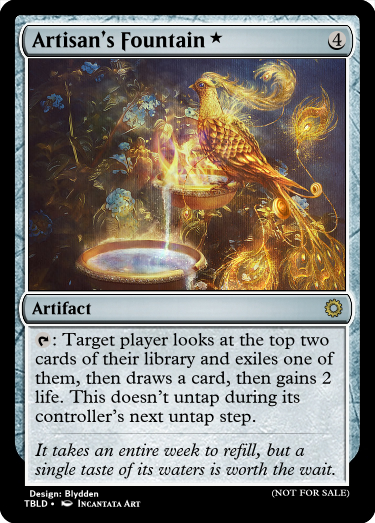 Artisan's Fountain ★ 4
Artifact
: Target player looks at the top two
cards of their library and exiles one of
them, then draws a card, then gains 2
life. This doesn't untap during its
controller's next untap step.
It takes an entire week to refill, but a
single taste of its waters is worth the wait.
Design: Blydden
(NOT FOR SALE)
TBLD • Incantata Art